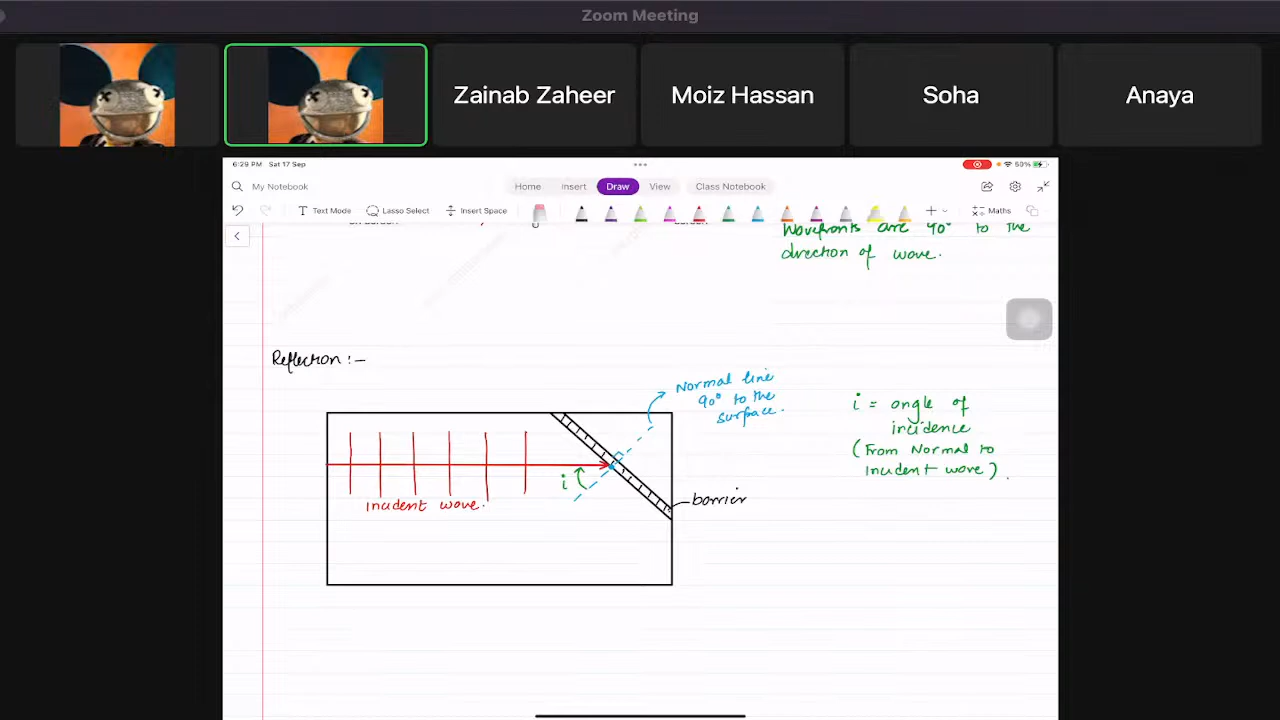 Zoom Meeting
Zainab Zaheer
Moiz Hassan
Soha
Anaya
6:29 PM Sat 17 Sep
50%
My Notebook
Home
Insert
Draw
View
Class Notebook
Text Mode
Lasso Select
Insert Space
Maths
Wavefronts are 90° to the
direction of wave.
Reflection :-
Normal line
90° to the
surface.
i = angle of
incidence
(From Normal to
Incident wave).
i
Incident wave.
barrier